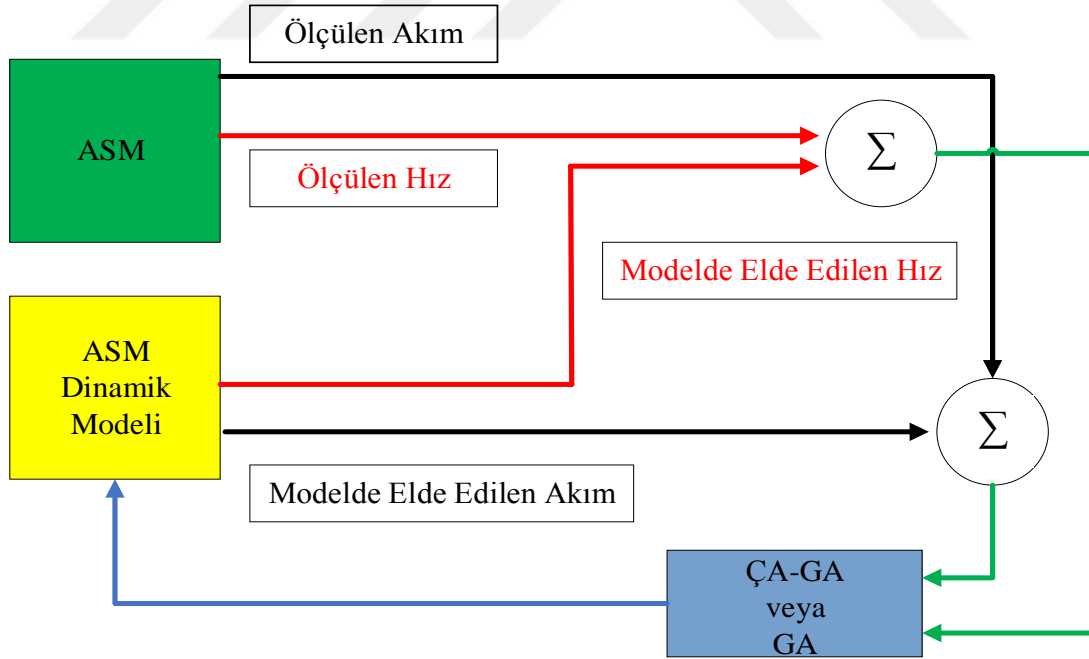 Ölçülen Akım
ASM
Σ
Ölçülen Hız
Modelde Elde Edilen Hız
ASM
Dinamik
Modeli
Σ
Modelde Elde Edilen Akım
ÇA-GA
veya
GA